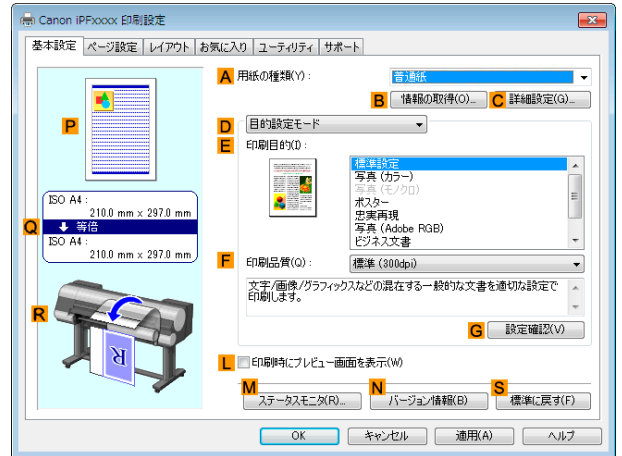 Canon iPFxxxx 印刷設定
基本設定 ページ設定 レイアウト お気に入り ユーティリティ サポート
A 用紙の種類(Y): 普通紙
B 情報の取得(O)... C 詳細設定(G)...
P
D 目的設定モード
E 印刷目的(I):
標準設定
写真 (カラー)
写真 (モノクロ)
ポスター
忠実再現
写真 (Adobe RGB)
ビジネス文書
ISO A4 :
210.0 mm x 297.0 mm
Q 等倍
ISO A4 :
210.0 mm x 297.0 mm
F 印刷品質(Q): 標準 (300dpi)
文字/画像/グラフィックスなどの混在する一般的な文書を適切な設定で
印刷します。
R
R
G 設定確認(V)
L 印刷時にプレビュー画面を表示(W)
M ステータスモニタ(R)... N バージョン情報(B) S 標準に戻す(F)
OK キャンセル 適用(A) ヘルプ